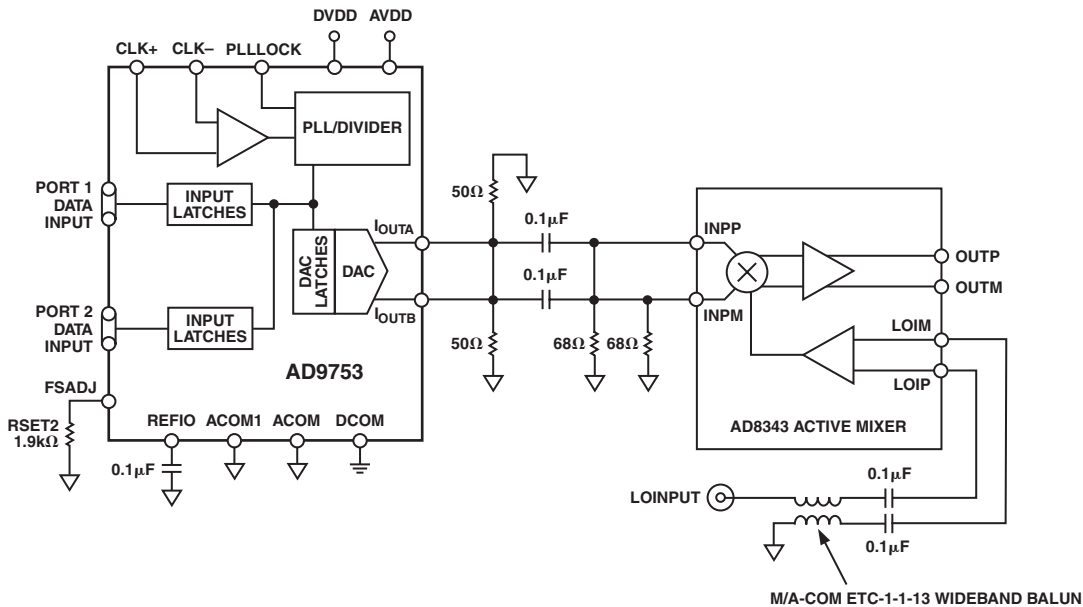 DVDD AVDD
CLK+ CLK– PLLLOCK
PLL/DIVIDER
PORT 1
DATA
INPUT
INPUT
LATCHES
DAC
LATCHES
DAC
IOUTA
IOUTB
PORT 2
DATA
INPUT
INPUT
LATCHES
AD9753
FSADJ
RSET2
1.9kΩ
REFIO ACOM1 ACOM DCOM
0.1µF
50Ω
0.1µF
0.1µF
50Ω
68Ω 68Ω
INPP
INPM
OUTP
OUTM
LOIM
LOIP
AD8343 ACTIVE MIXER
LOINPUT
0.1µF
0.1µF
M/A-COM ETC-1-1-13 WIDEBAND BALUN